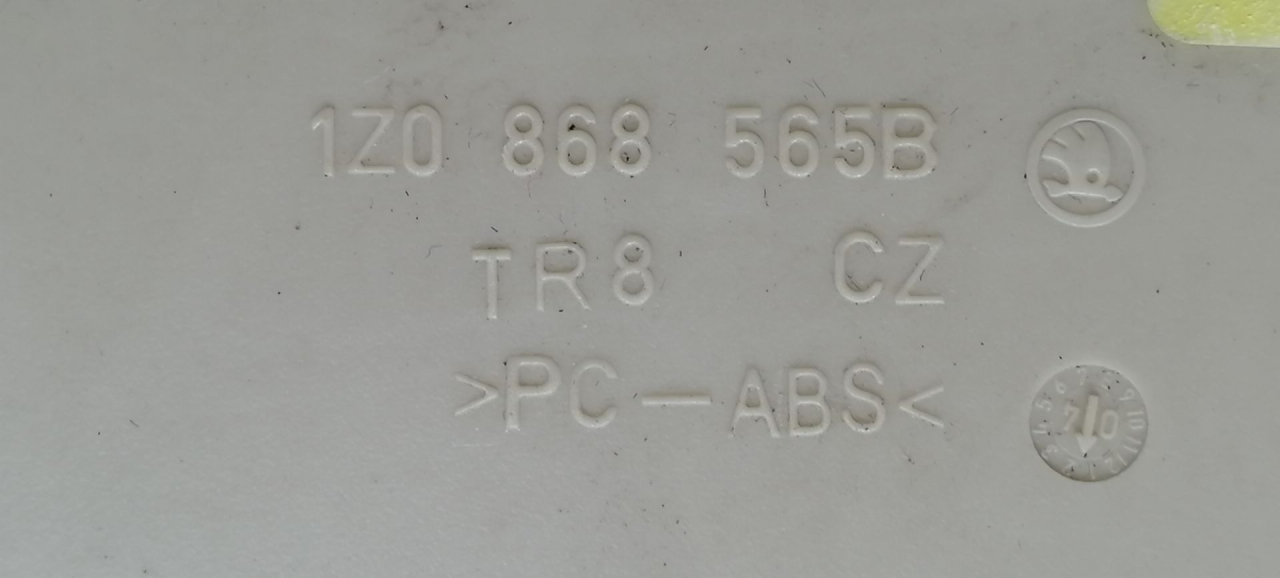 1Z0 868 565B
TR8 CZ
>PC-ABS<